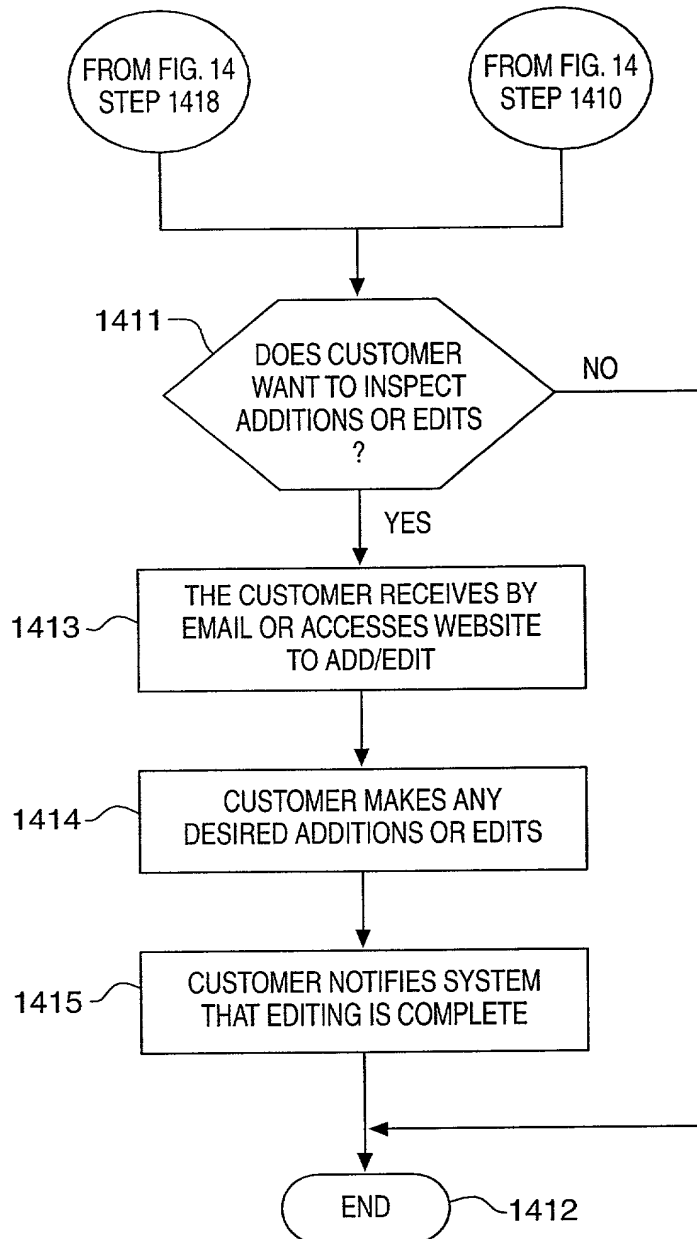 FROM FIG. 14
STEP 1418
FROM FIG. 14
STEP 1410
1411
DOES CUSTOMER
WANT TO INSPECT
ADDITIONS OR EDITS
?
NO
YES
1413
THE CUSTOMER RECEIVES BY
EMAIL OR ACCESSES WEBSITE
TO ADD/EDIT
1414
CUSTOMER MAKES ANY
DESIRED ADDITIONS OR EDITS
1415
CUSTOMER NOTIFIES SYSTEM
THAT EDITING IS COMPLETE
END
1412